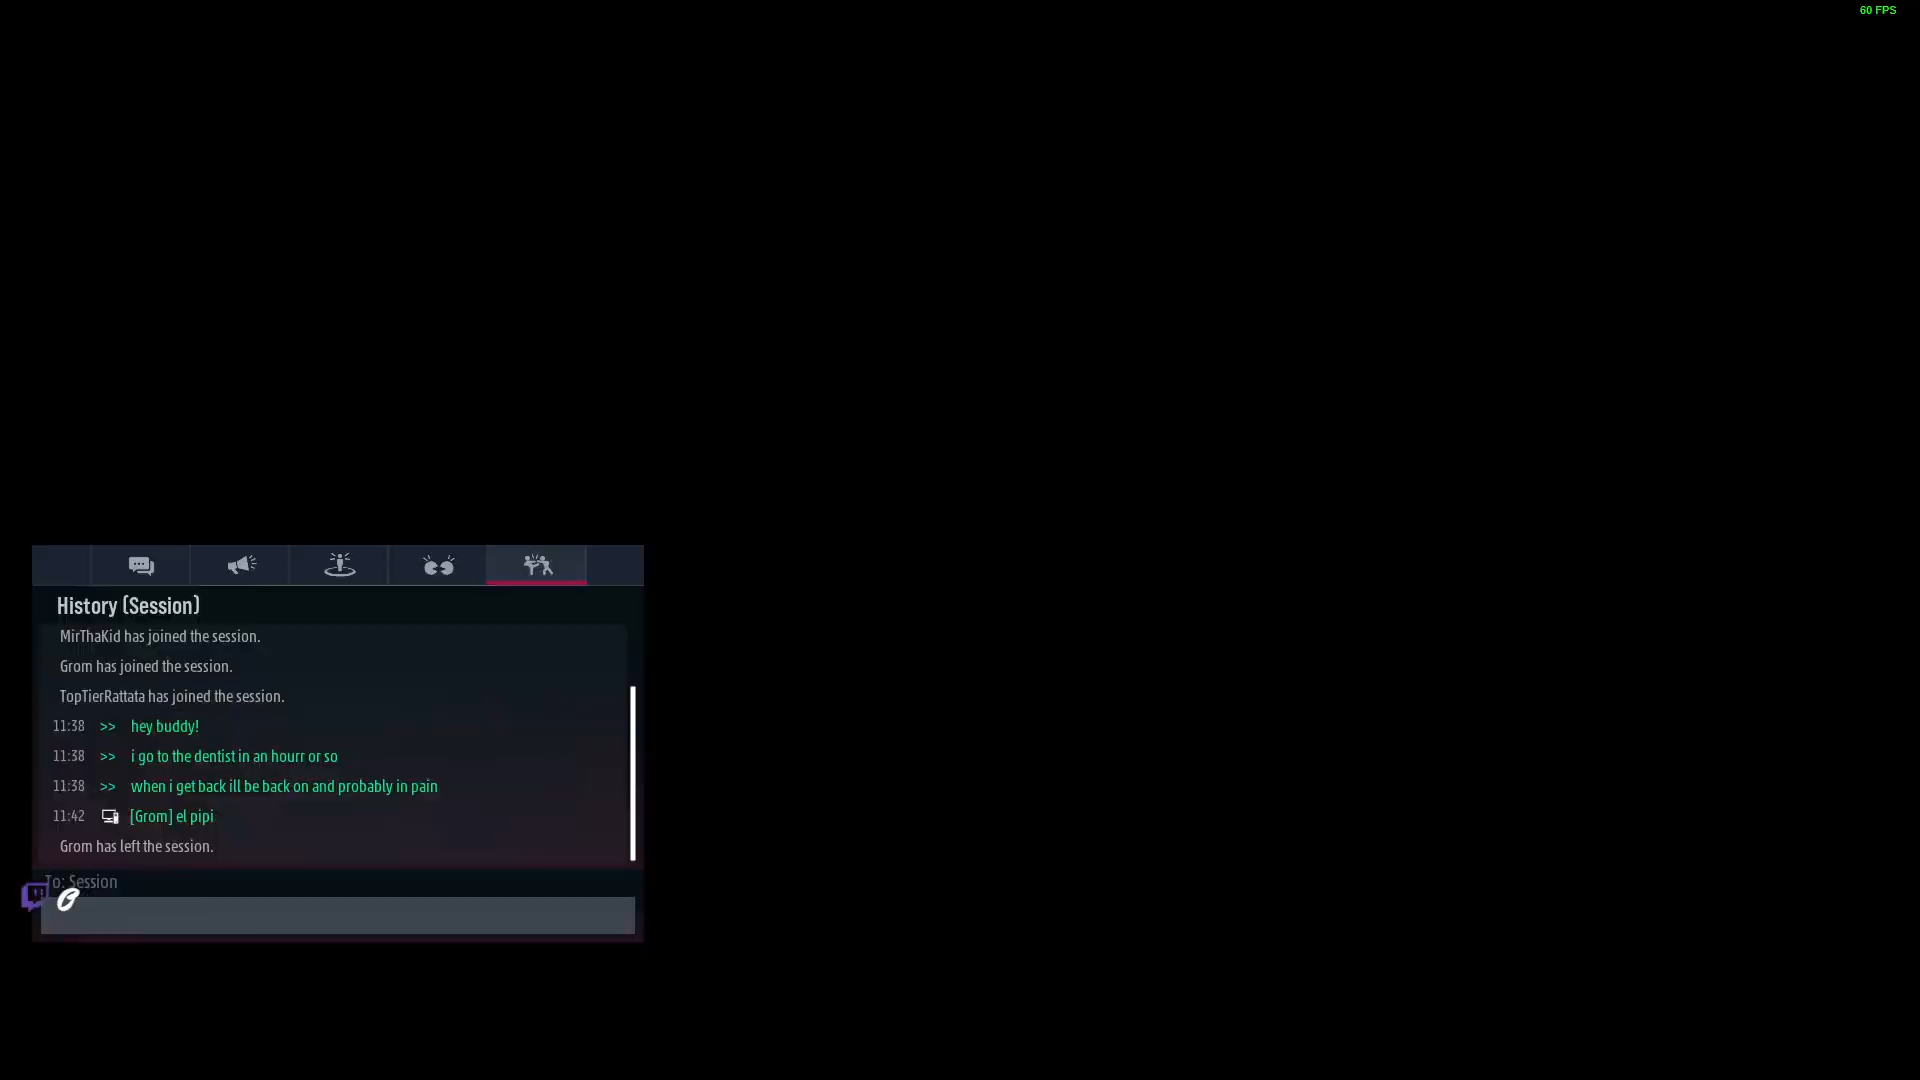 60 FPS
History (Session)
MirThaKid has joined the session.
Grom has joined the session.
TopTierRattata has joined the session.
11:38 >> hey buddy!
11:38 >> i go to the dentist in an hourr or so
11:38 >> when i get back ill be back on and probably in pain
11:42 [Grom] el pipi
Grom has left the session.
To: Session